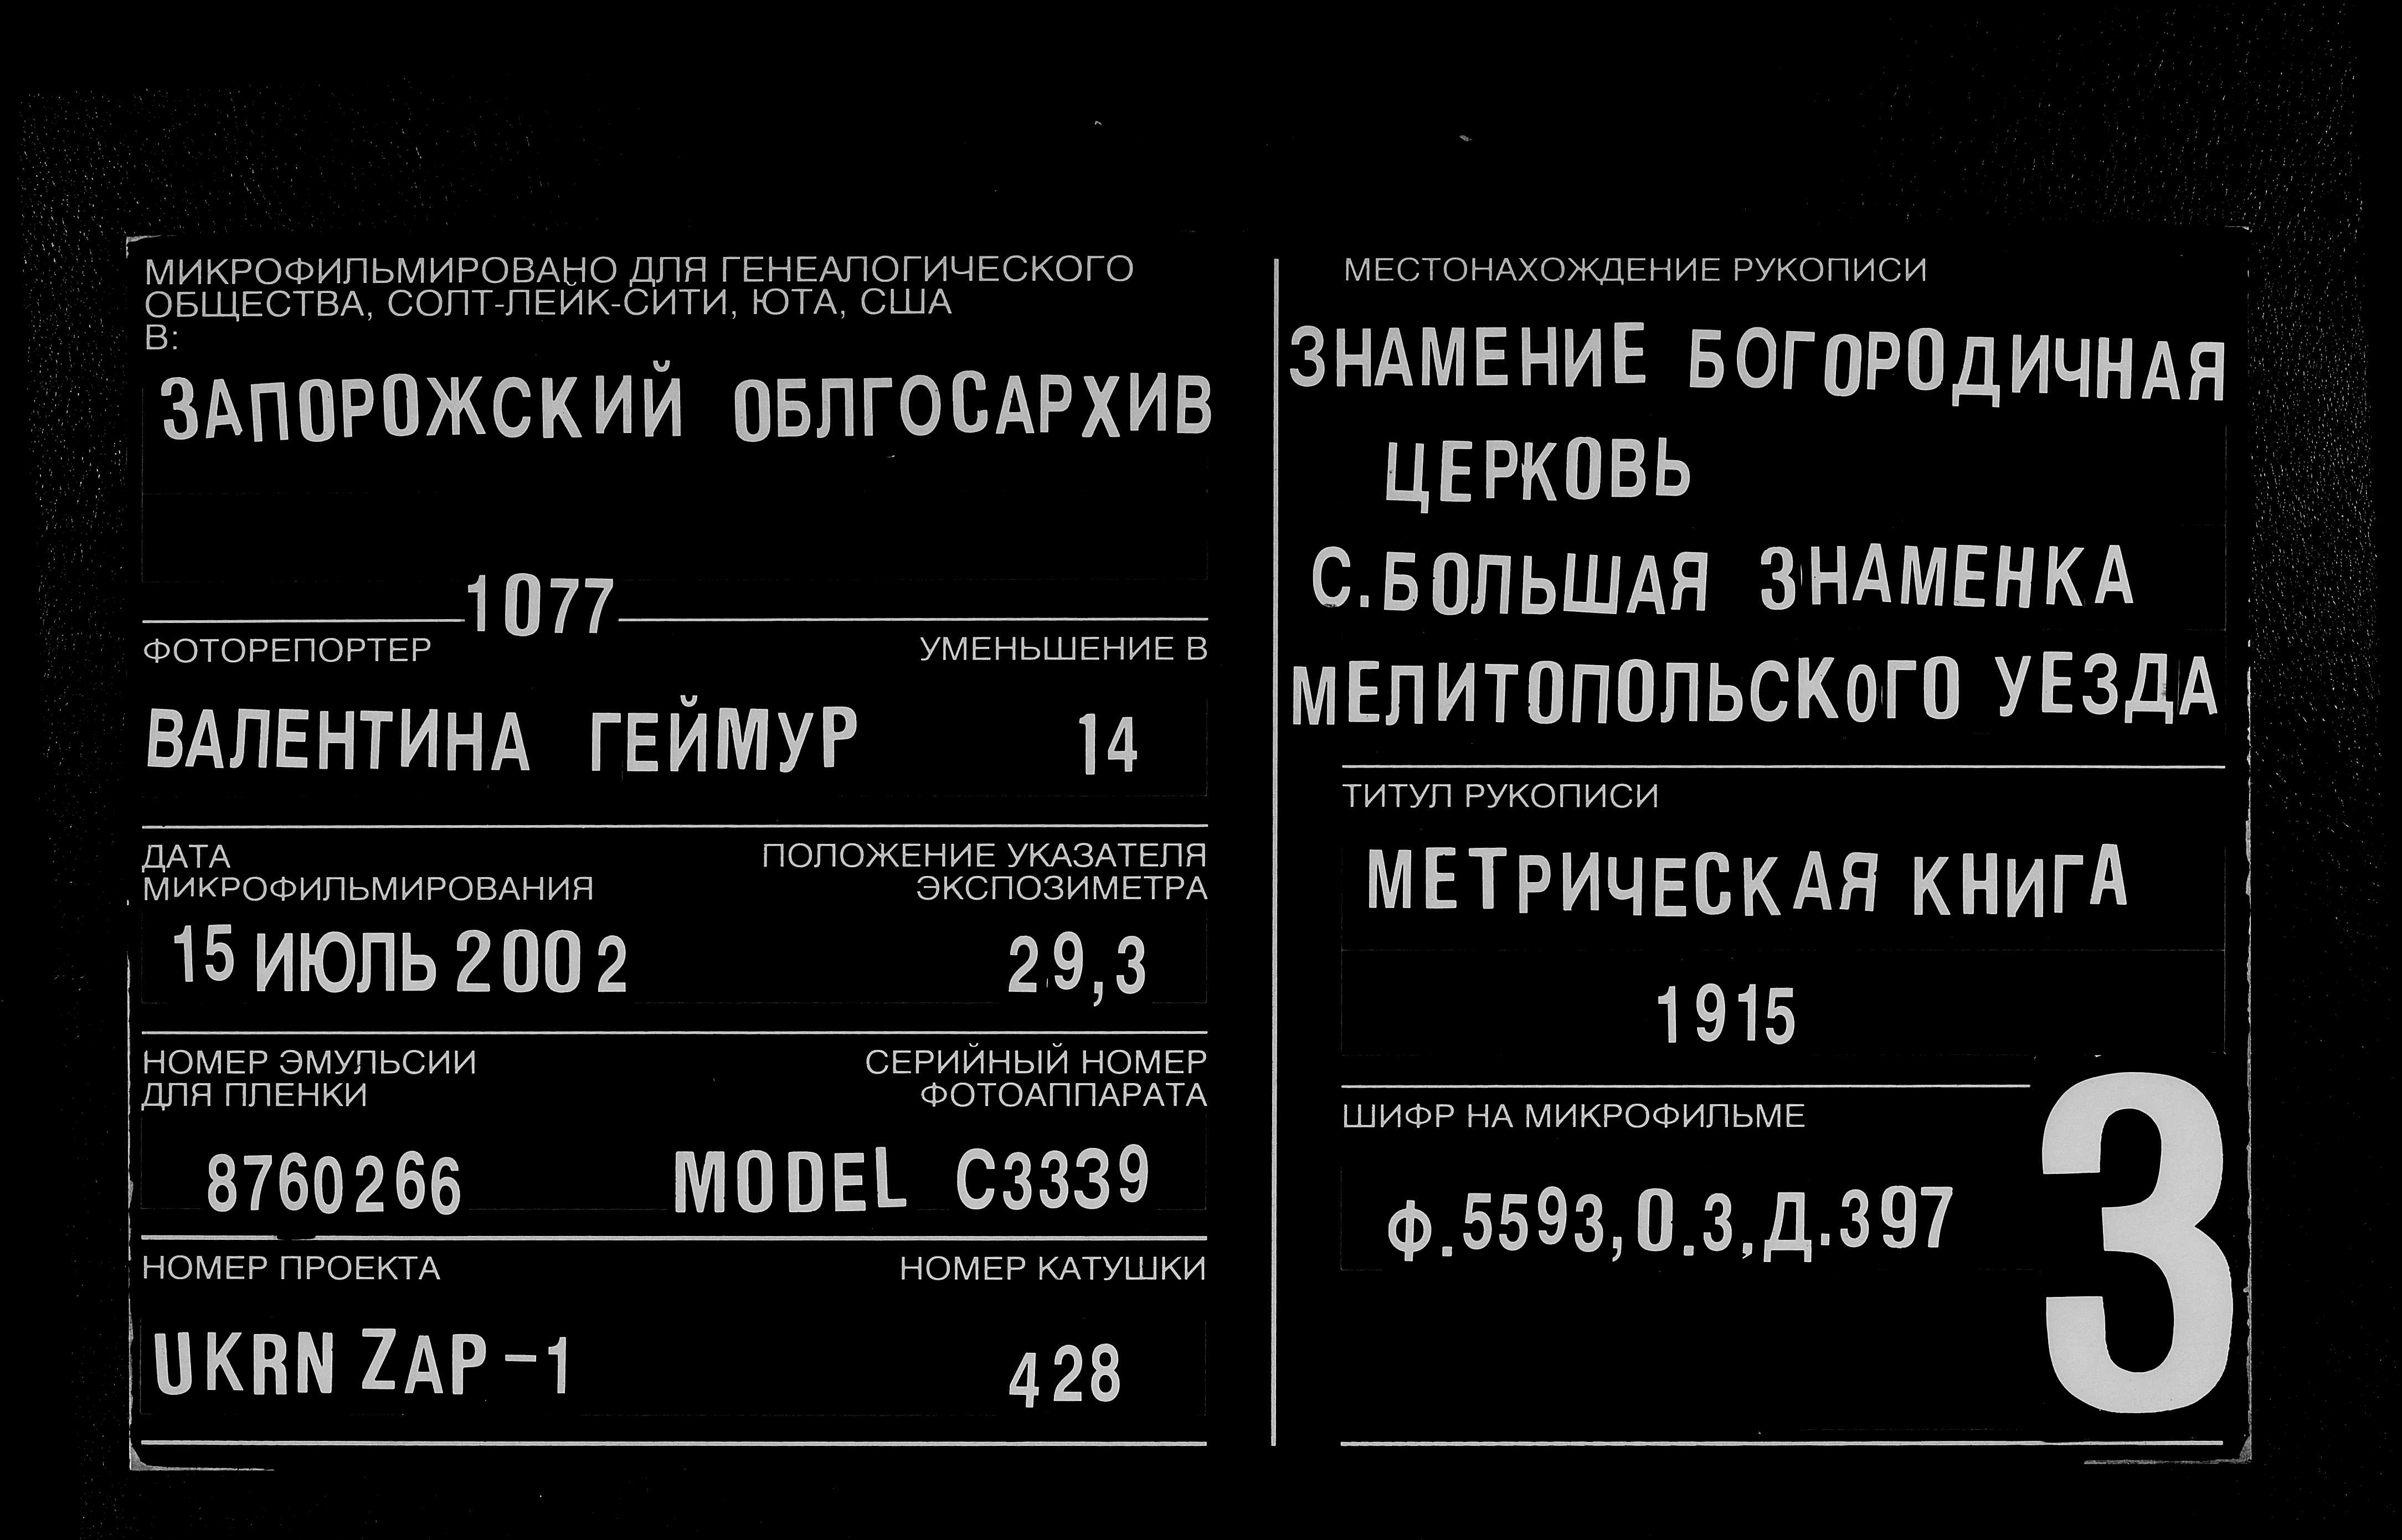 МИКРОФИЛЬМИРОВАНО ДЛЯ ГЕНЕАЛОГИЧЕСКОГО
ОБЩЕСТВА, СОЛТ-ЛЕЙК-СИТИ, ЮТА, США
В:
ЗАПОРОЖСКИЙ ОБЛГОСАРХИВ
1077
ФОТОРЕПОРТЕР УМЕНЬШЕНИЕ В
ВАЛЕНТИНА ГЕЙМУР 14
ДАТА ПОЛОЖЕНИЕ УКАЗАТЕЛЯ
МИКРОФИЛЬМИРОВАНИЯ ЭКСПОЗИМЕТРА
15 ИЮЛЬ 2002 29,3
НОМЕР ЭМУЛЬСИИ СЕРИЙНЫЙ НОМЕР
ДЛЯ ПЛЕНКИ ФОТОАППАРАТА
8760266 MODEL C3339
НОМЕР ПРОЕКТА НОМЕР КАТУШКИ
UKRN ZAP-1 428
МЕСТОНАХОЖДЕНИЕ РУКОПИСИ
ЗНАМЕНИЕ БОГОРОДИЧНАЯ
ЦЕРКОВЬ
С.БОЛЬШАЯ ЗНАМЕНКА
МЕЛИТОПОЛЬСКОГО УЕЗДА
ТИТУЛ РУКОПИСИ
МЕТРИЧЕСКАЯ КНИГА
1915
ШИФР НА МИКРОФИЛЬМЕ
Ф.5593,О.3,Д.397
3